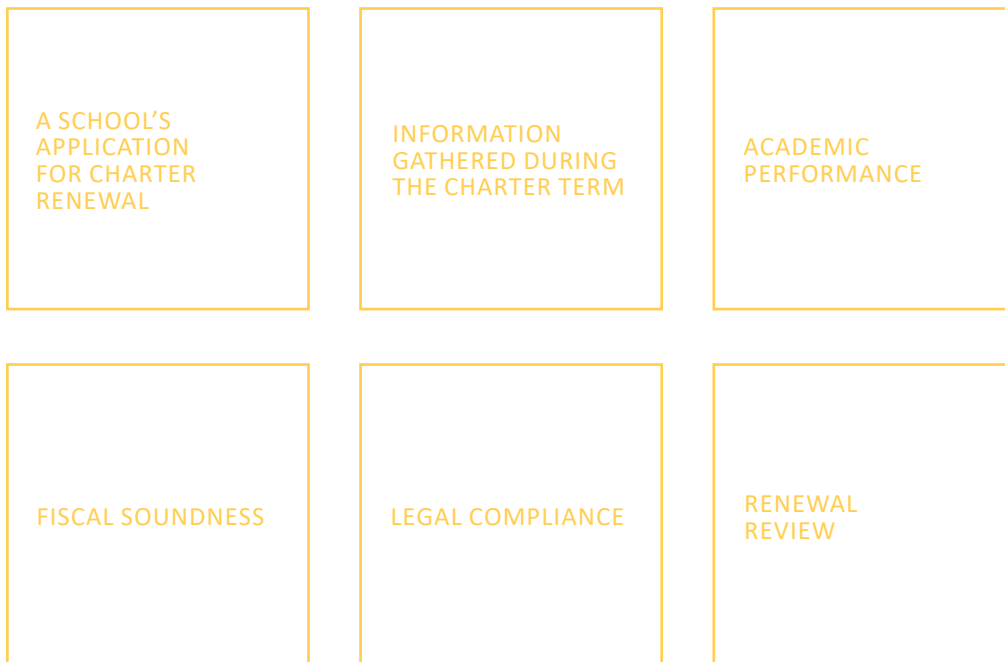 A SCHOOL’S
APPLICATION
FOR CHARTER
RENEWAL
INFORMATION
GATHERED DURING
THE CHARTER TERM
ACADEMIC
PERFORMANCE
FISCAL SOUNDNESS
LEGAL COMPLIANCE
RENEWAL
REVIEW